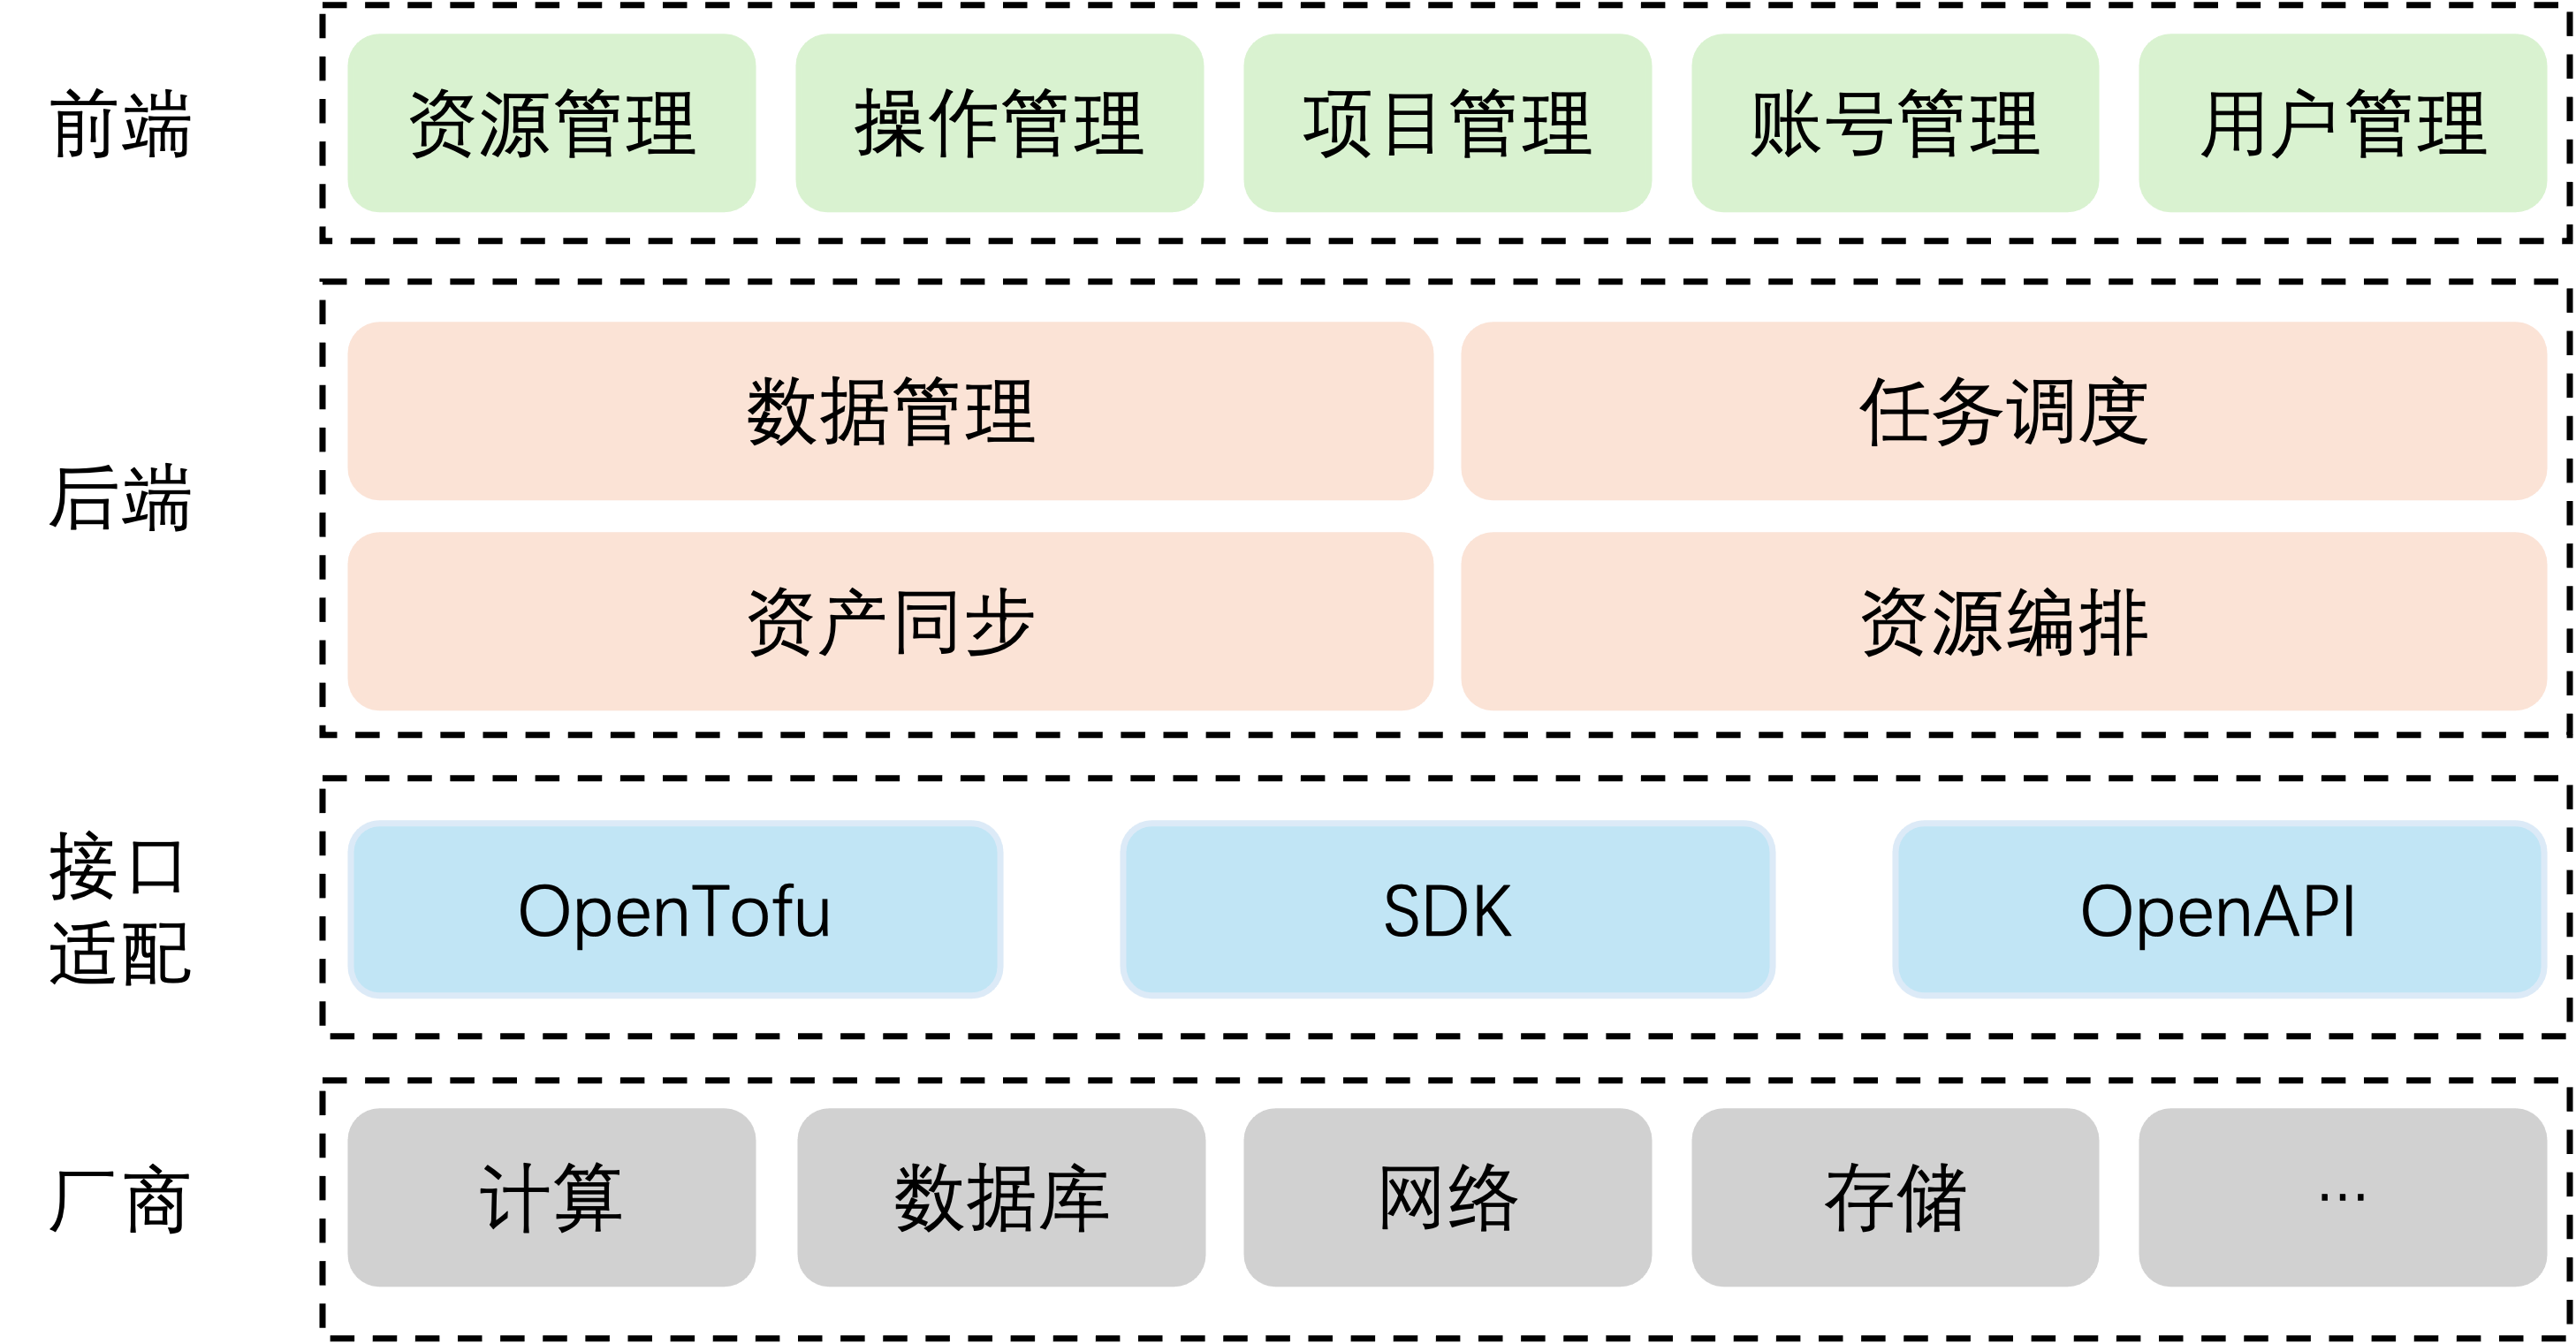 前端
资源管理
操作管理
项目管理
账号管理
用户管理
后端
数据管理
任务调度
资产同步
资源编排
接口
适配
OpenTofu
SDK
OpenAPI
厂商
计算
数据库
网络
存储
...